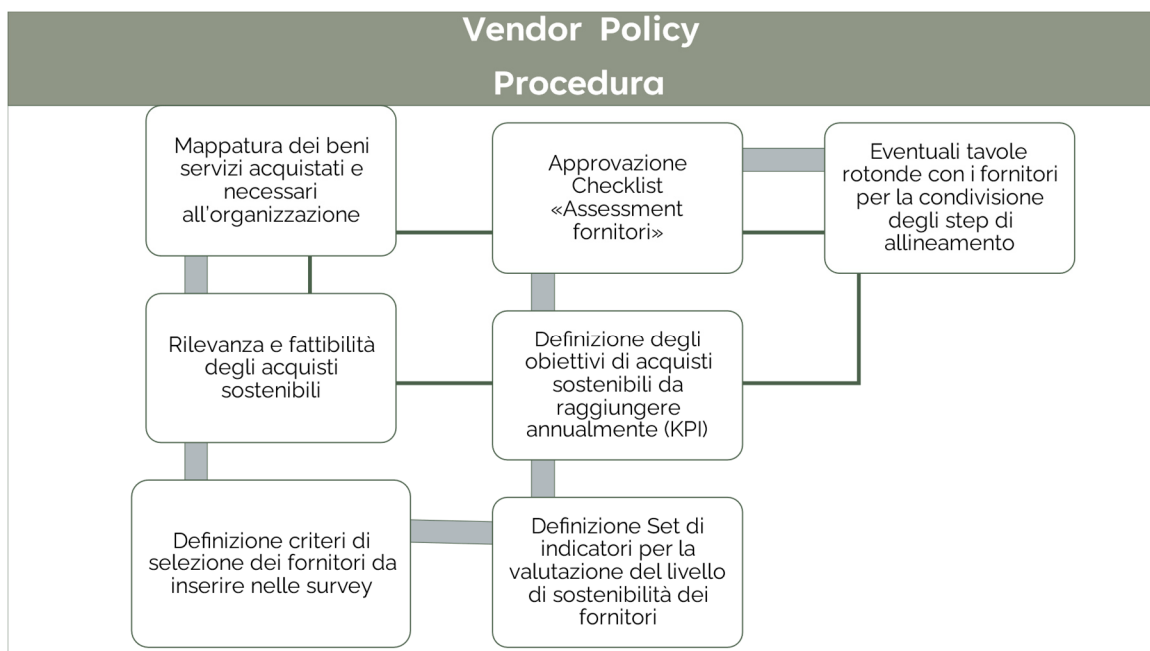 Vendor Policy
Procedura
Mappatura dei beni
servizi acquistati e
necessari
all'organizzazione
Rilevanza e fattibilità
degli acquisti
sostenibili
Definizione criteri di
selezione dei fornitori da
inserire nelle survey
Definizione Set di
indicatori per la
valutazione del livello
di sostenibilità dei
fornitori
Definizione degli
obiettivi di acquisti
sostenibili da
raggiungere
annualmente (KPI)
Approvazione
Checklist
«Assessment
fornitori»
Eventuali tavole
rotonde con i fornitori
per la condivisione
degli step di
allineamento